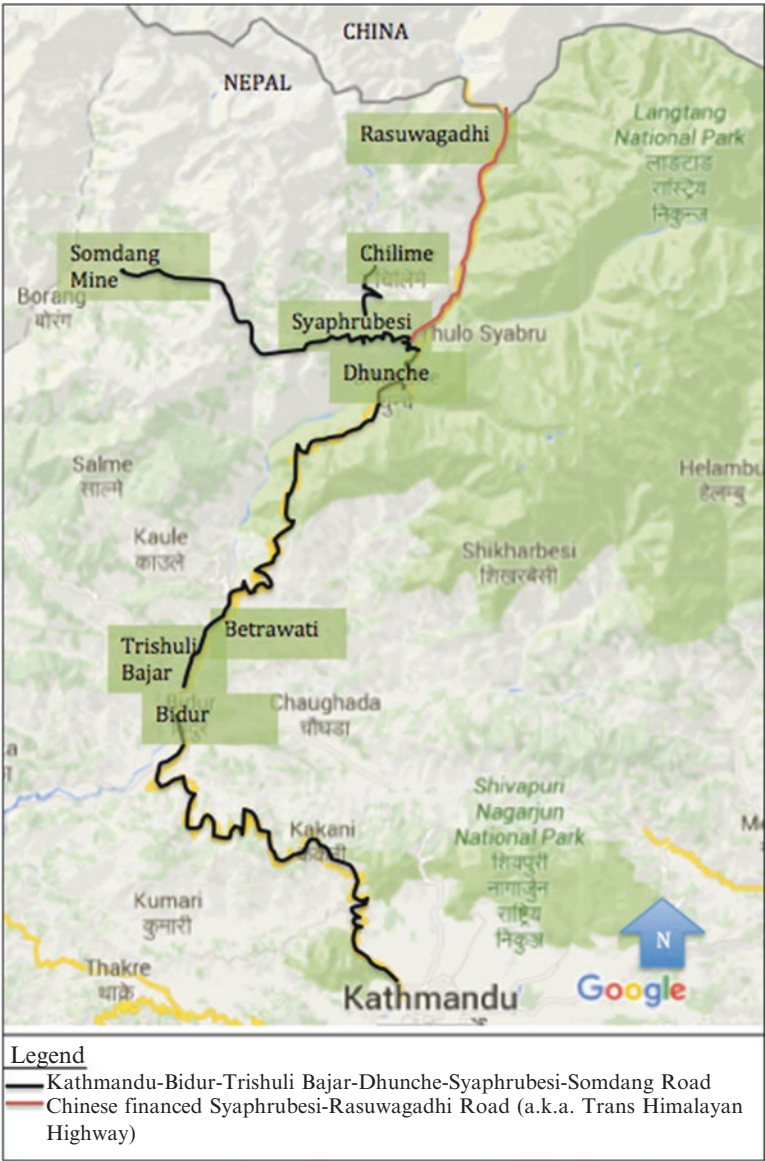 CHINA
NEPAL
Langtang
National Park
लाङटाङ
राष्ट्रिय
निकुन्ज
Rasuwagadhi
Somdang
Mine
Chilime
Borang
बोरंग
Syaphrubesi
Thulo Syabru
Dhunche
Salme
साल्मे
Helambu
हेलम्बु
Kaule
काउले
Shikharbesi
शिखरबेसी
Betrawati
Trishuli
Bajar
Bidur
Chaughada
चौघडा
Shivapuri
Nagarjun
National Park
शिवपुरी
नागार्जुन
राष्ट्रिय
निकुञ्ज
Kakani
Kumari
कुमारी
N
Thakre
थाक्रे
Kathmandu
Google
Legend
Kathmandu-Bidur-Trishuli Bajar-Dhunche-Syaphrubesi-Somdang Road
Chinese financed Syaphrubesi-Rasuwagadhi Road (a.k.a. Trans Himalayan
Highway)